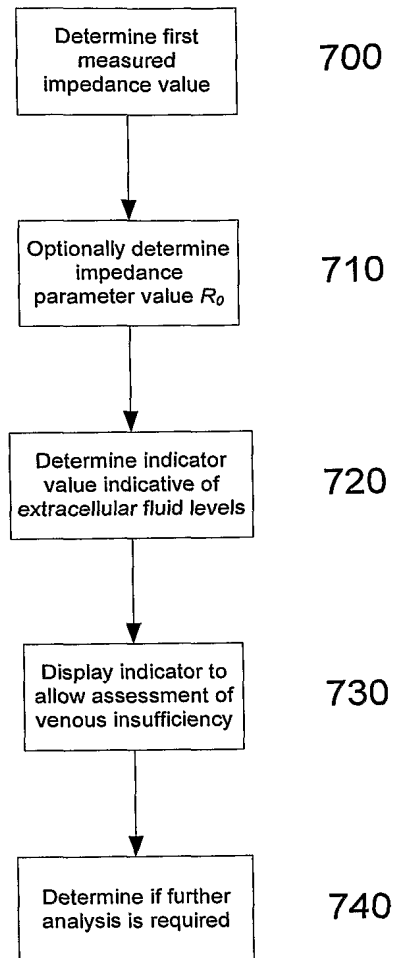 Determine first
measured
impedance value
700
Optionally determine
impedance
parameter value R₀
710
Determine indicator
value indicative of
extracellular fluid levels
720
Display indicator to
allow assessment of
venous insufficiency
730
Determine if further
analysis is required
740